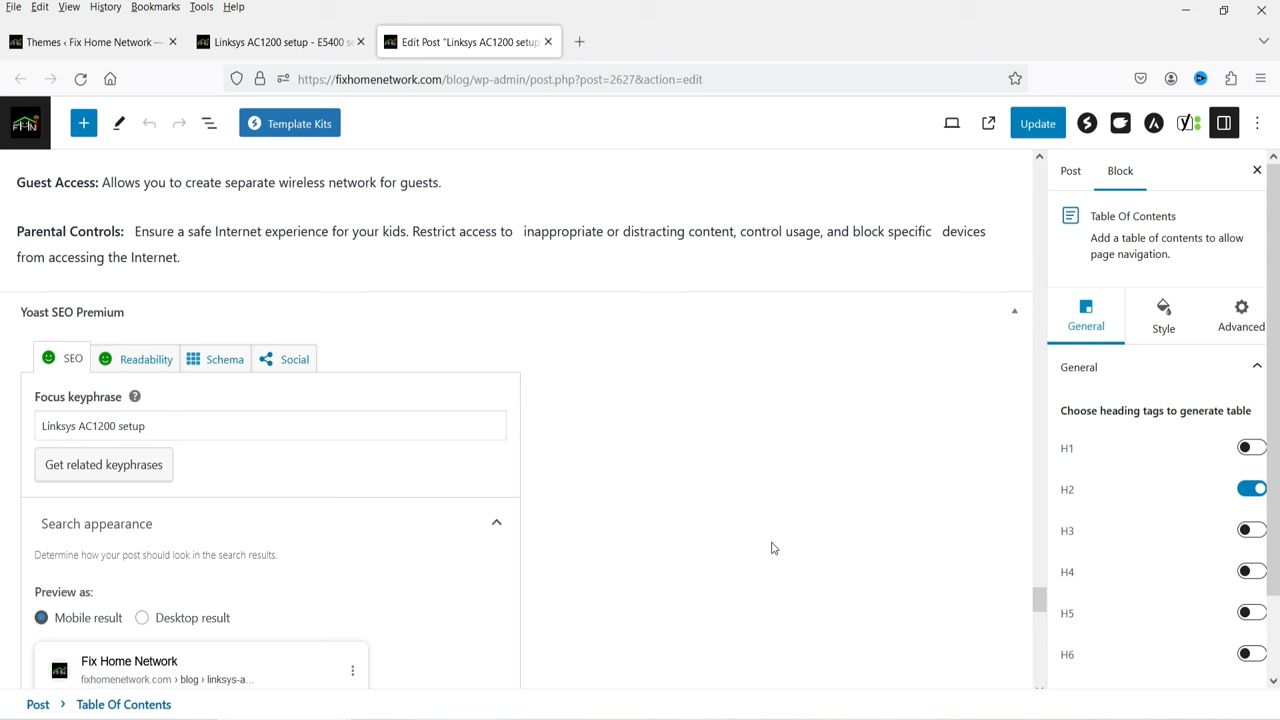 File Edit View History Bookmarks Tools Help
Themes ‹ Fix Home Network —
Linksys AC1200 setup - E5400 s
Edit Post "Linksys AC1200 setup
https://fixhomenetwork.com/blog/wp-admin/post.php?post=2627&action=edit
FHN
Template Kits
Update
Guest Access: Allows you to create separate wireless network for guests.
Parental Controls: Ensure a safe Internet experience for your kids. Restrict access to inappropriate or distracting content, control usage, and block specific devices
from accessing the Internet.
Yoast SEO Premium
SEO
Readability
Schema
Social
Focus keyphrase
Linksys AC1200 setup
Get related keyphrases
Search appearance
Determine how your post should look in the search results.
Preview as:
Mobile result
Desktop result
Fix Home Network
fixhomenetwork.com › blog › linksys-a...
Post
Block
Table Of Contents
Add a table of contents to allow
page navigation.
General
Style
Advanced
General
Choose heading tags to generate table
H1
H2
H3
H4
H5
H6
Post › Table Of Contents